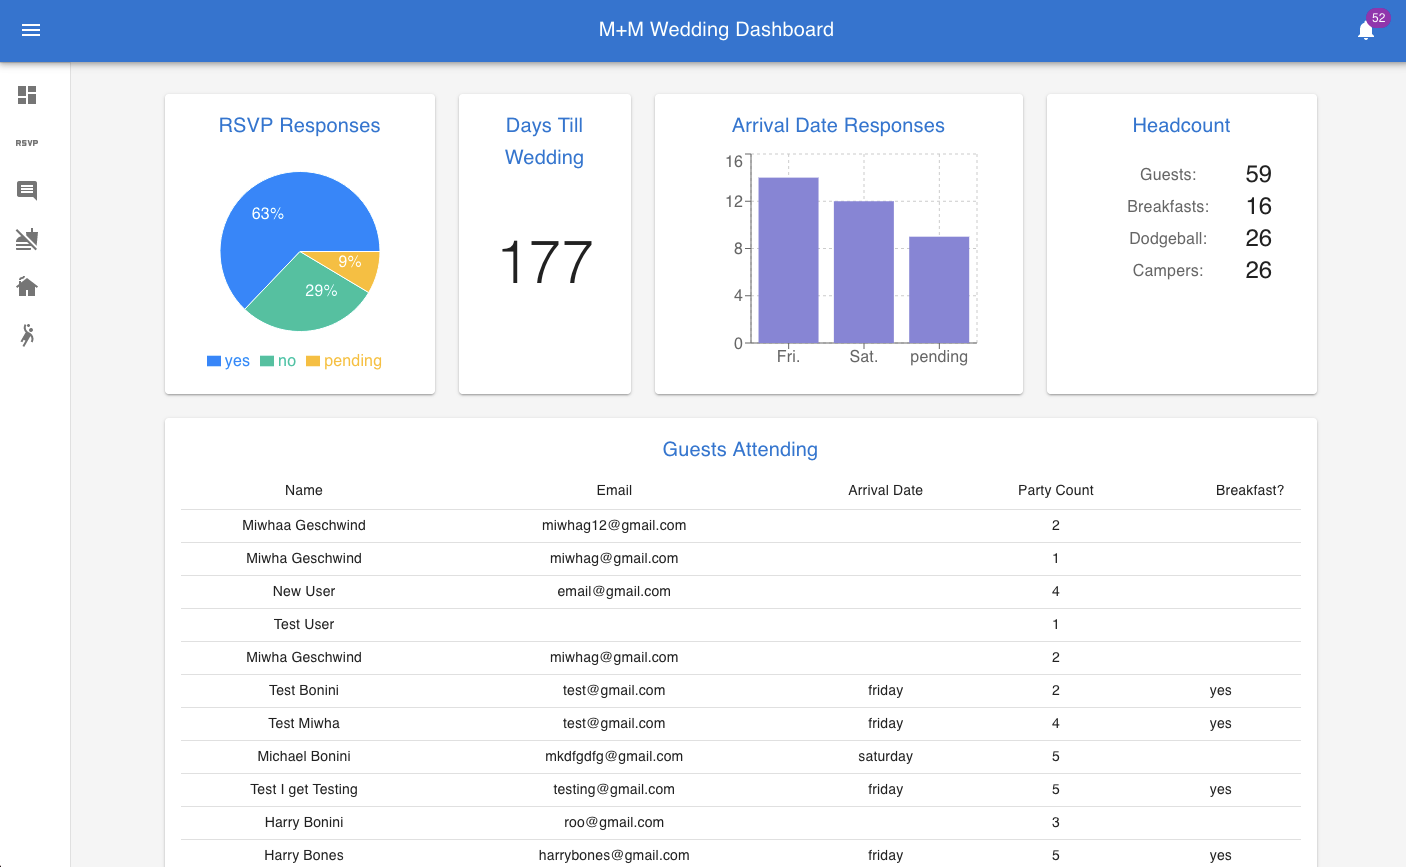 M+M Wedding Dashboard
52
RSVP
RSVP Responses
63%
9%
29%
yes no pending
Days Till
Wedding
177
Arrival Date Responses
16
12
8
4
0
Fri. Sat. pending
Headcount
Guests: 59
Breakfasts: 16
Dodgeball: 26
Campers: 26
Guests Attending
Name Email Arrival Date Party Count Breakfast?
Miwhaa Geschwind miwhag12@gmail.com 2
Miwha Geschwind miwhag@gmail.com 1
New User email@gmail.com 4
Test User 1
Miwha Geschwind miwhag@gmail.com 2
Test Bonini test@gmail.com friday 2 yes
Test Miwha test@gmail.com friday 4 yes
Michael Bonini mkdfgdfg@gmail.com saturday 5
Test I get Testing testing@gmail.com friday 5 yes
Harry Bonini roo@gmail.com 3
Harry Bones harrybones@gmail.com friday 5 yes